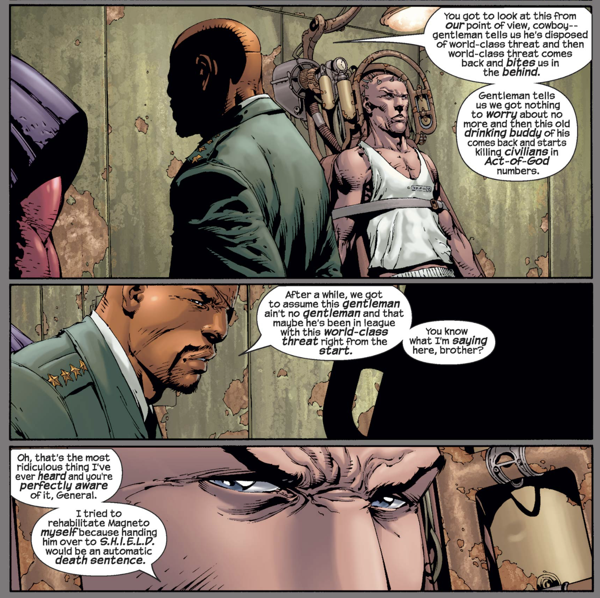 You got to look at this from
our point of view, cowboy--
gentleman tells us he's disposed
of world-class threat and then
world-class threat comes
back and bites us in
the behind.
Gentleman tells
us we got nothing
to worry about no
more and then this old
drinking buddy of his
comes back and starts
killing civilians in
Act-of-God
numbers.
After a while, we got
to assume this gentleman
ain't no gentleman and that
maybe he's been in league
with this world-class
threat right from the
start.
You know
what I'm saying
here, brother?
Oh, that's the most
ridiculous thing I've
ever heard and you're
perfectly aware
of it, General.
I tried to
rehabilitate Magneto
myself because handing
him over to S.H.I.E.L.D.
would be an automatic
death sentence.